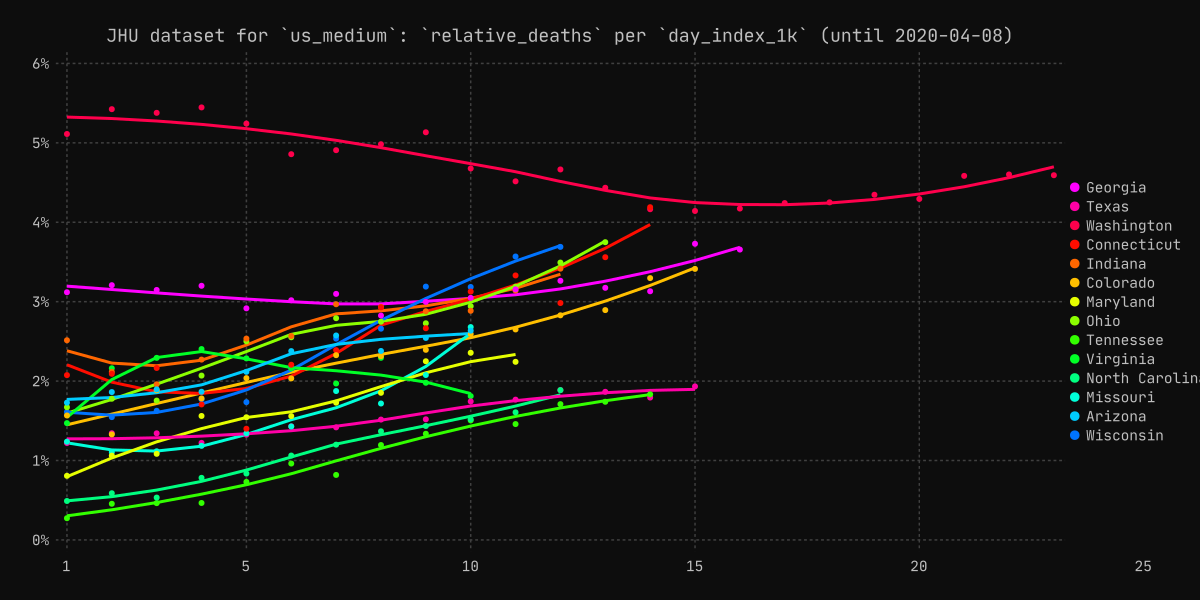 JHU dataset for `us_medium`: `relative_deaths` per `day_index_1k` (until 2020-04-08)
6%
5%
4%
3%
2%
1%
0%
1 5 10 15 20 25
Georgia
Texas
Washington
Connecticut
Indiana
Colorado
Maryland
Ohio
Tennessee
Virginia
North Carolina
Missouri
Arizona
Wisconsin